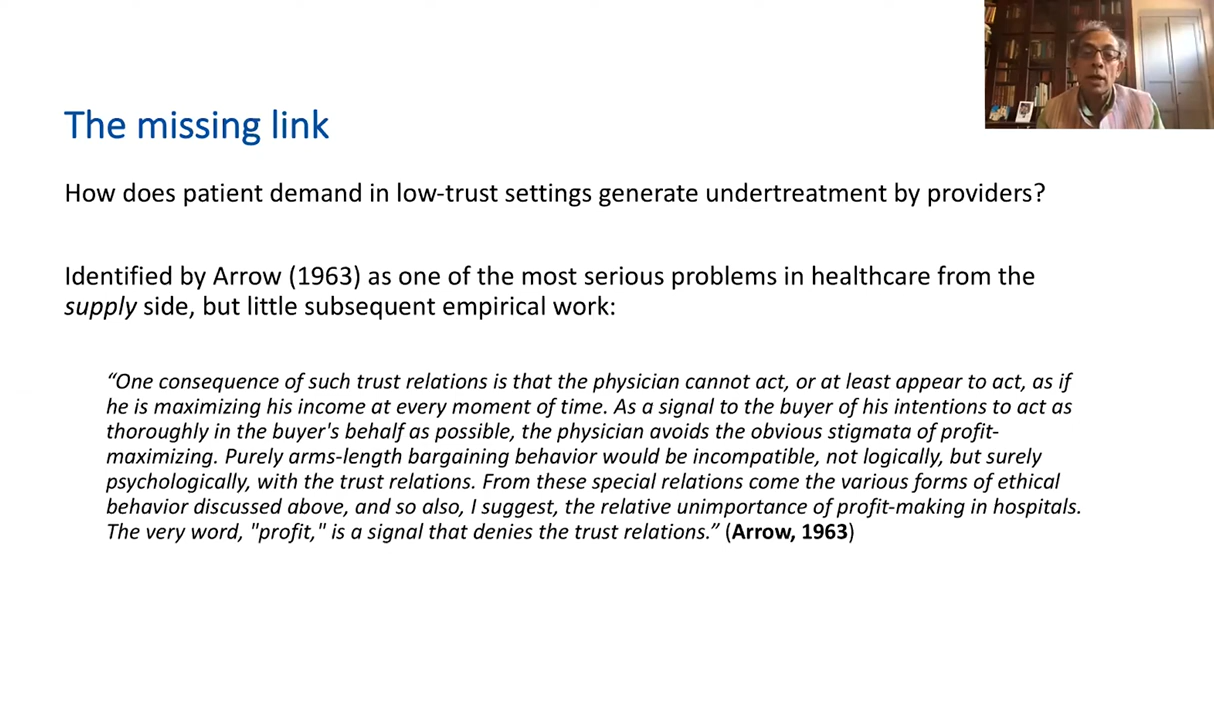 The missing link
How does patient demand in low-trust settings generate undertreatment by providers?
Identified by Arrow (1963) as one of the most serious problems in healthcare from the
supply side, but little subsequent empirical work:
“One consequence of such trust relations is that the physician cannot act, or at least appear to act, as if
he is maximizing his income at every moment of time. As a signal to the buyer of his intentions to act as
thoroughly in the buyer's behalf as possible, the physician avoids the obvious stigmata of profit-
maximizing. Purely arms-length bargaining behavior would be incompatible, not logically, but surely
psychologically, with the trust relations. From these special relations come the various forms of ethical
behavior discussed above, and so also, I suggest, the relative unimportance of profit-making in hospitals.
The very word, "profit," is a signal that denies the trust relations.” (Arrow, 1963)